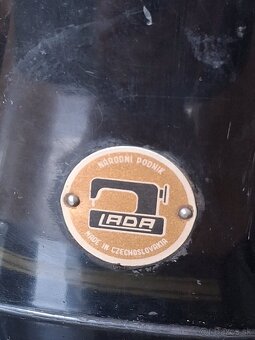 NÁRODNÍ PODNIK
LADA
MADE IN CZECHOSLOVAKIA